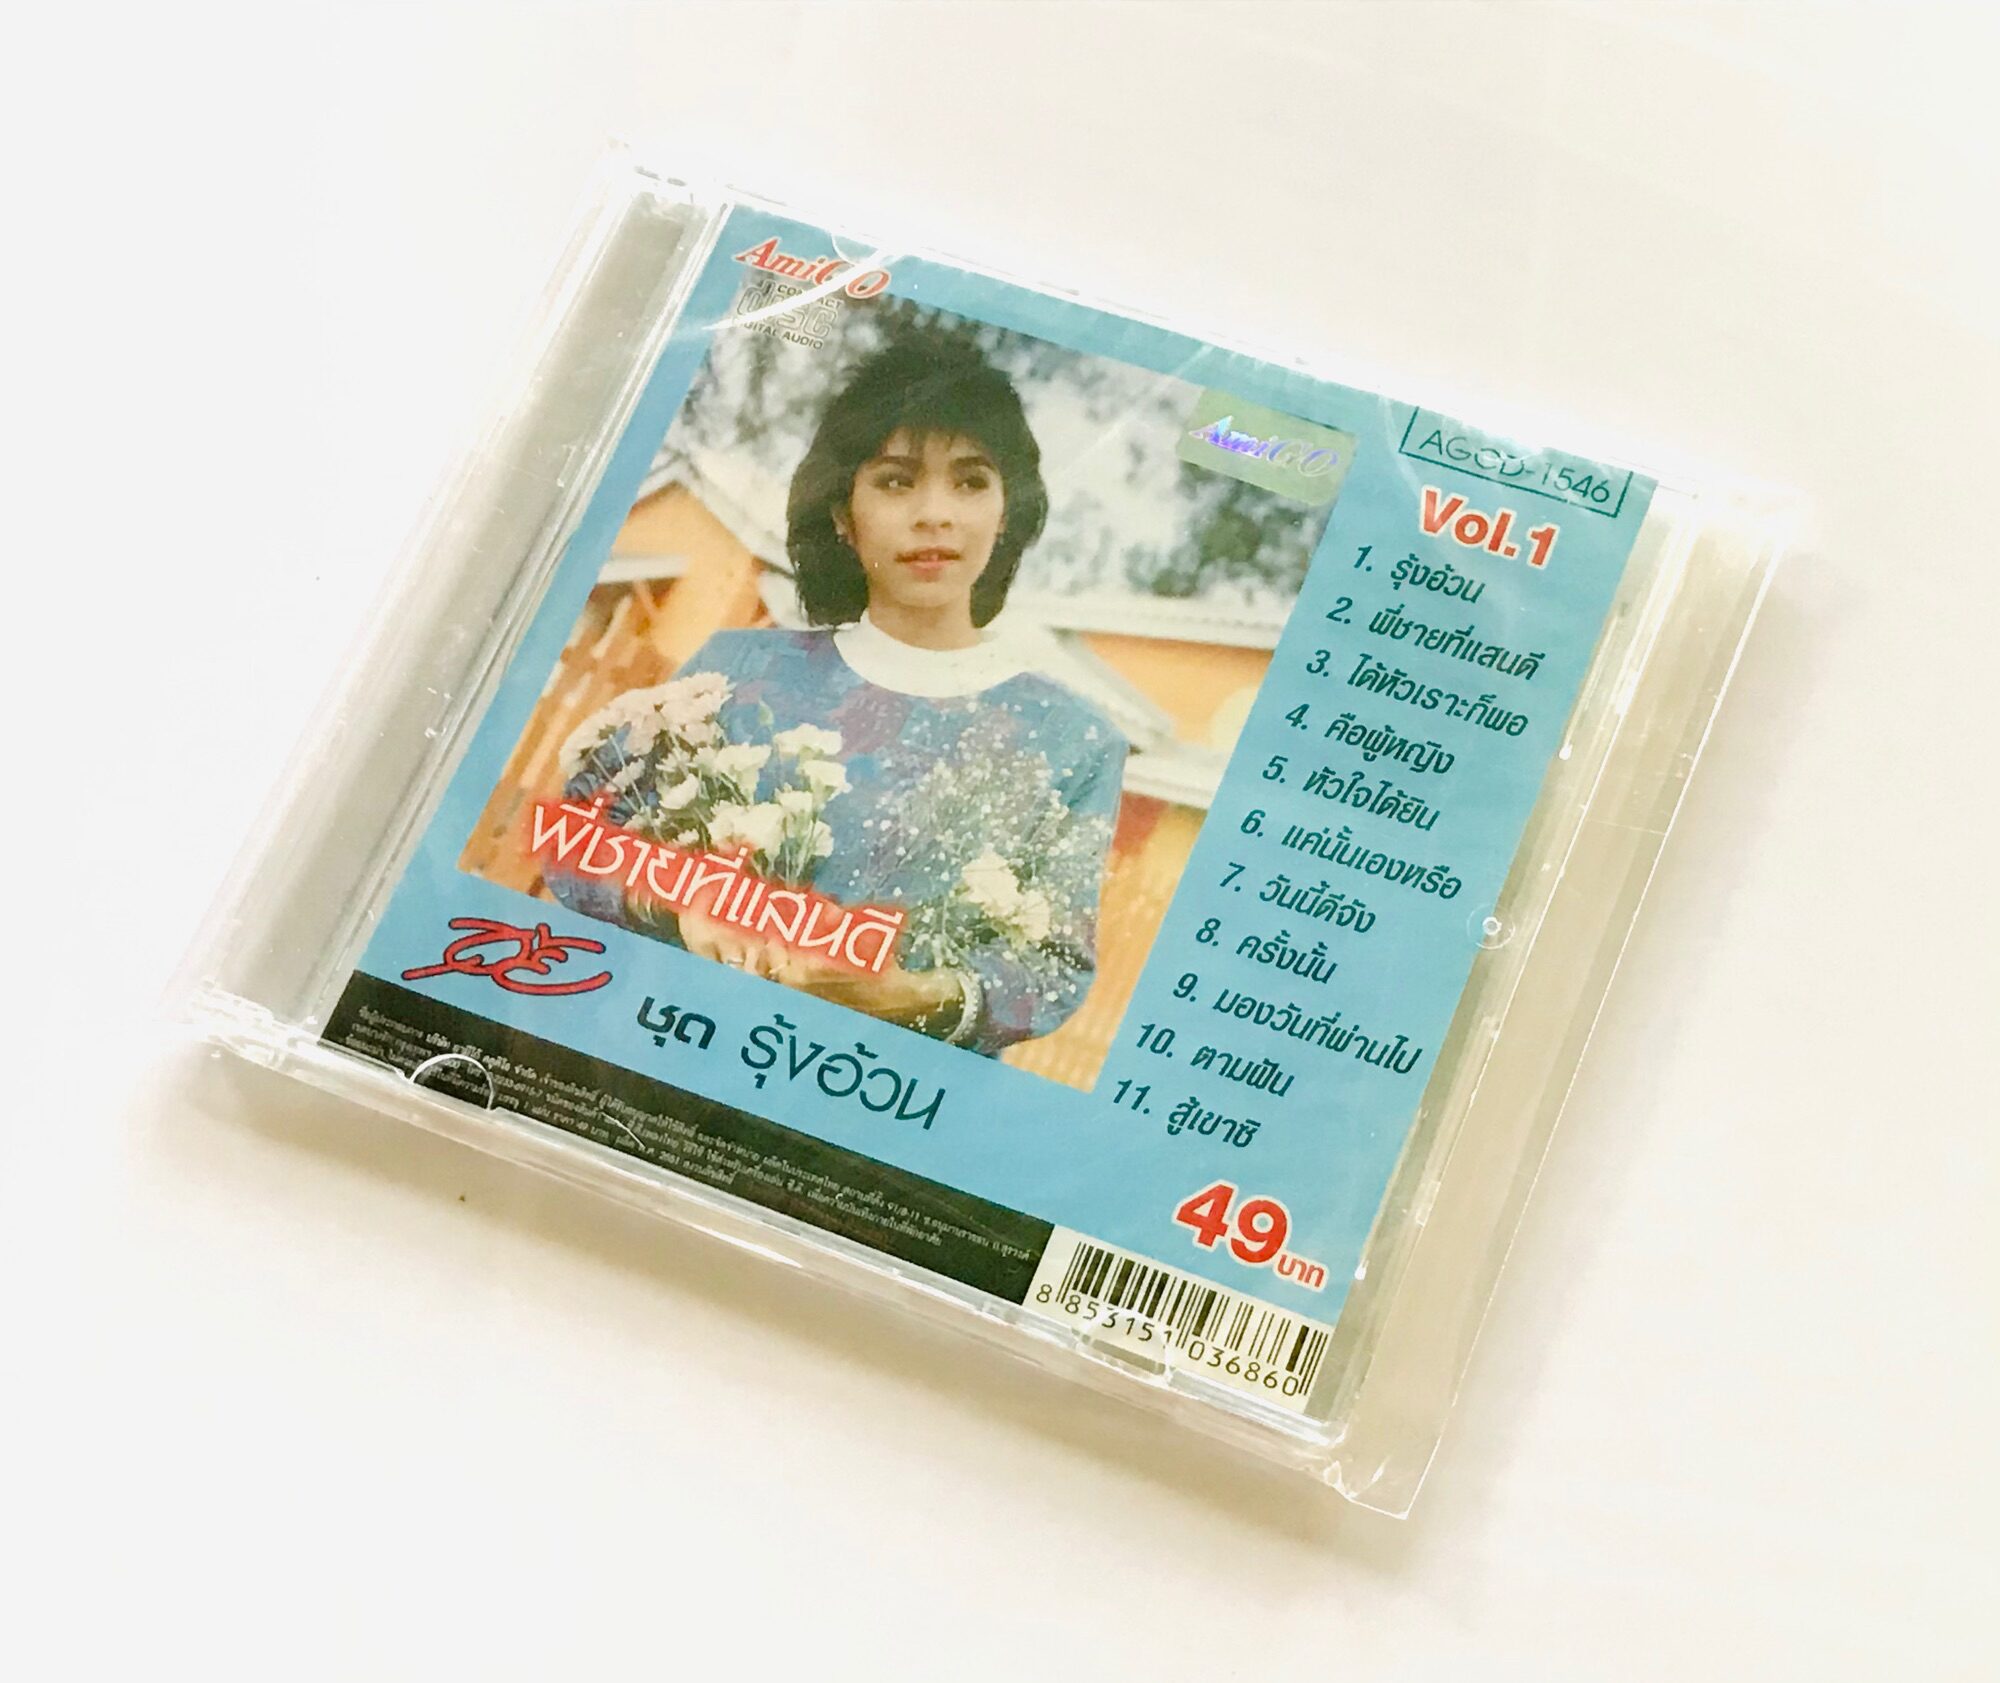 AmiGO
COMPACT
disc
DIGITAL AUDIO
AmiGO
AGCD-1546
Vol.1
1. รุ้งอ้วน
2. พี่ชายที่แสนดี
3. ได้หัวเราะก็พอ
4. คือผู้หญิง
5. หัวใจได้ยิน
6. แค่นั้นเองหรือ
7. วันนี้ดีจัง
8. ครั้งนั้น
9. มองวันที่ผ่านไป
10. ตามฝัน
11. สู้เขาซิ
พี่ชายที่แสนดี
ชุด รุ้งอ้วน
49 บาท
8 853151 036860